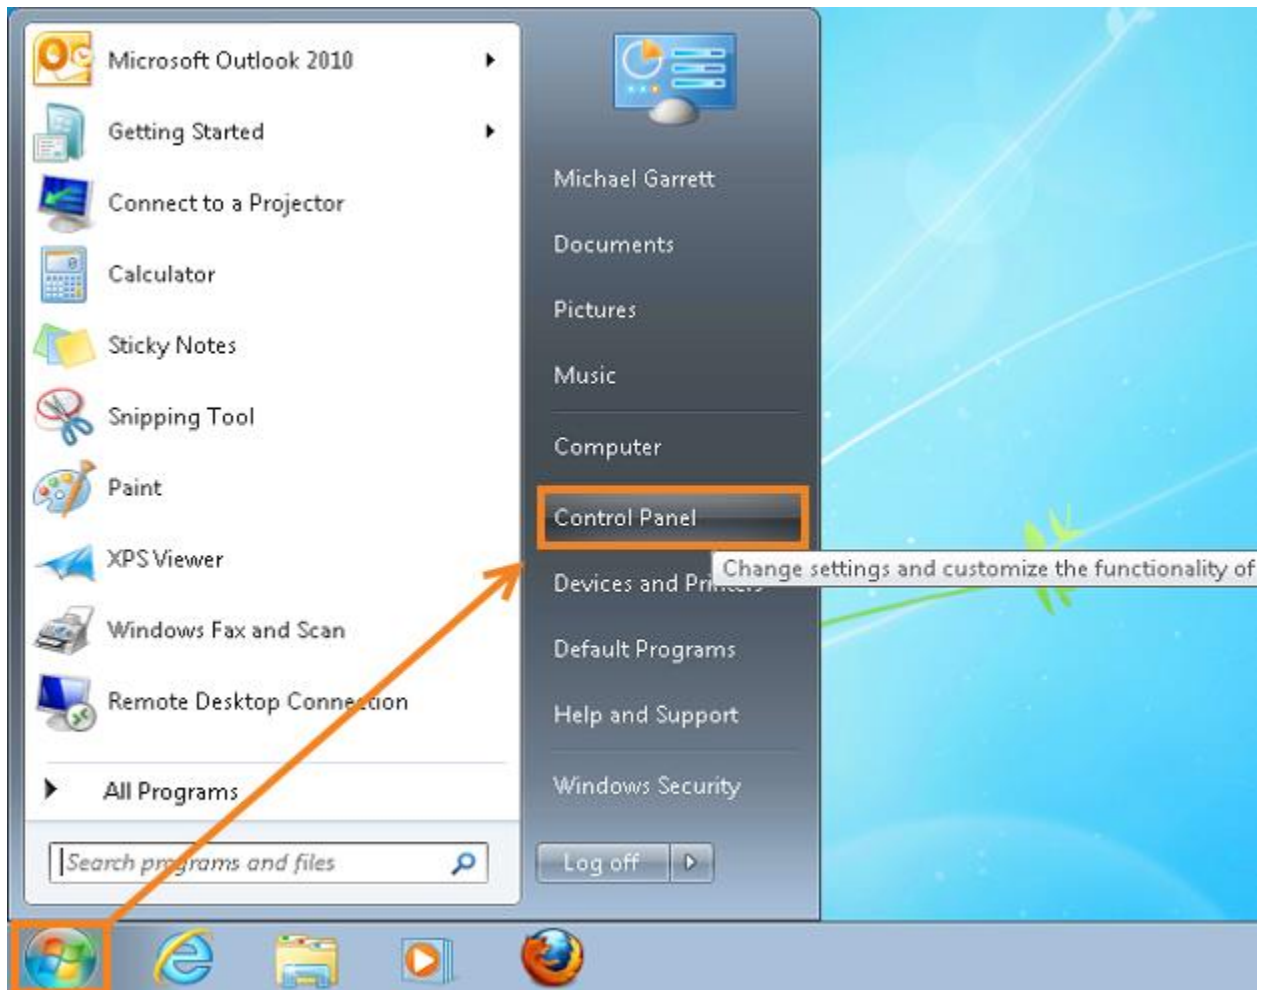 Microsoft Outlook 2010
Getting Started
Connect to a Projector
Calculator
Sticky Notes
Snipping Tool
Paint
XPS Viewer
Windows Fax and Scan
Remote Desktop Connection
All Programs
Search programs and files
Michael Garrett
Documents
Pictures
Music
Computer
Control Panel
Change settings and customize the functionality of
Devices and Printers
Default Programs
Help and Support
Windows Security
Log off